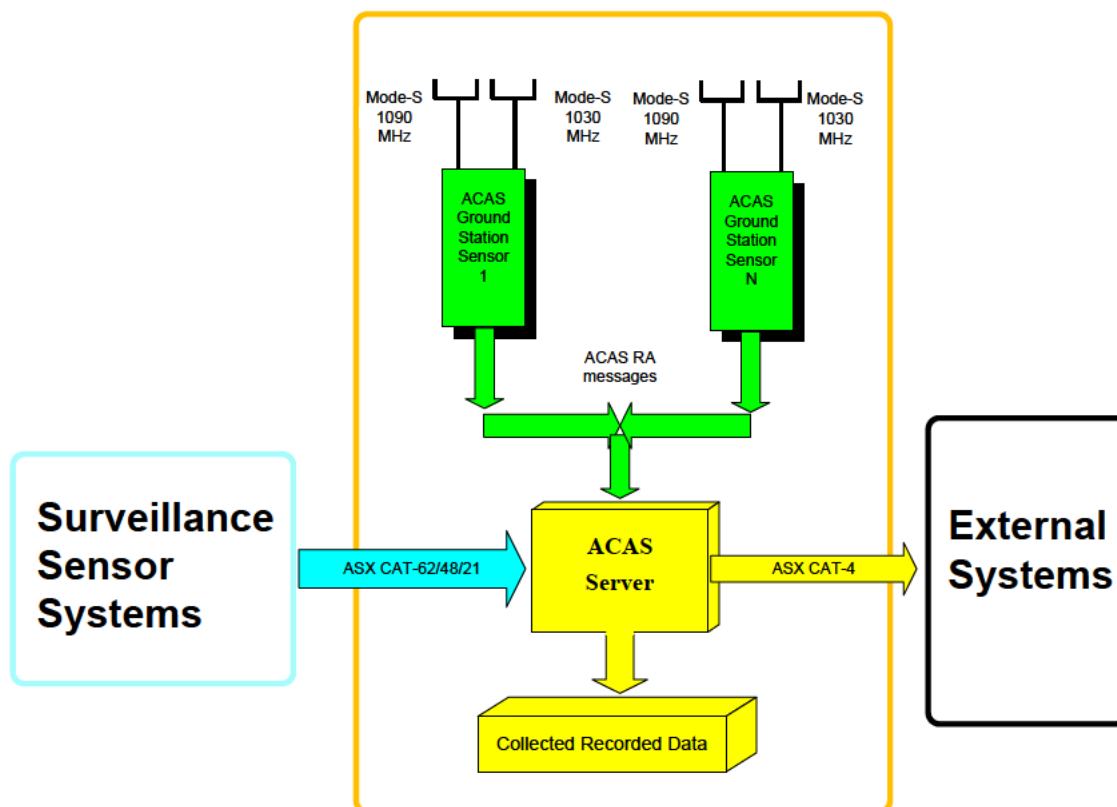 Mode-S
1090
MHz
Mode-S
1030
MHz
Mode-S
1090
MHz
Mode-S
1030
MHz
ACAS
Ground
Station
Sensor
1
ACAS
Ground
Station
Sensor
N
ACAS RA
messages
Surveillance
Sensor
Systems
ASX CAT-62/48/21
ACAS
Server
ASX CAT-4
External
Systems
Collected Recorded Data